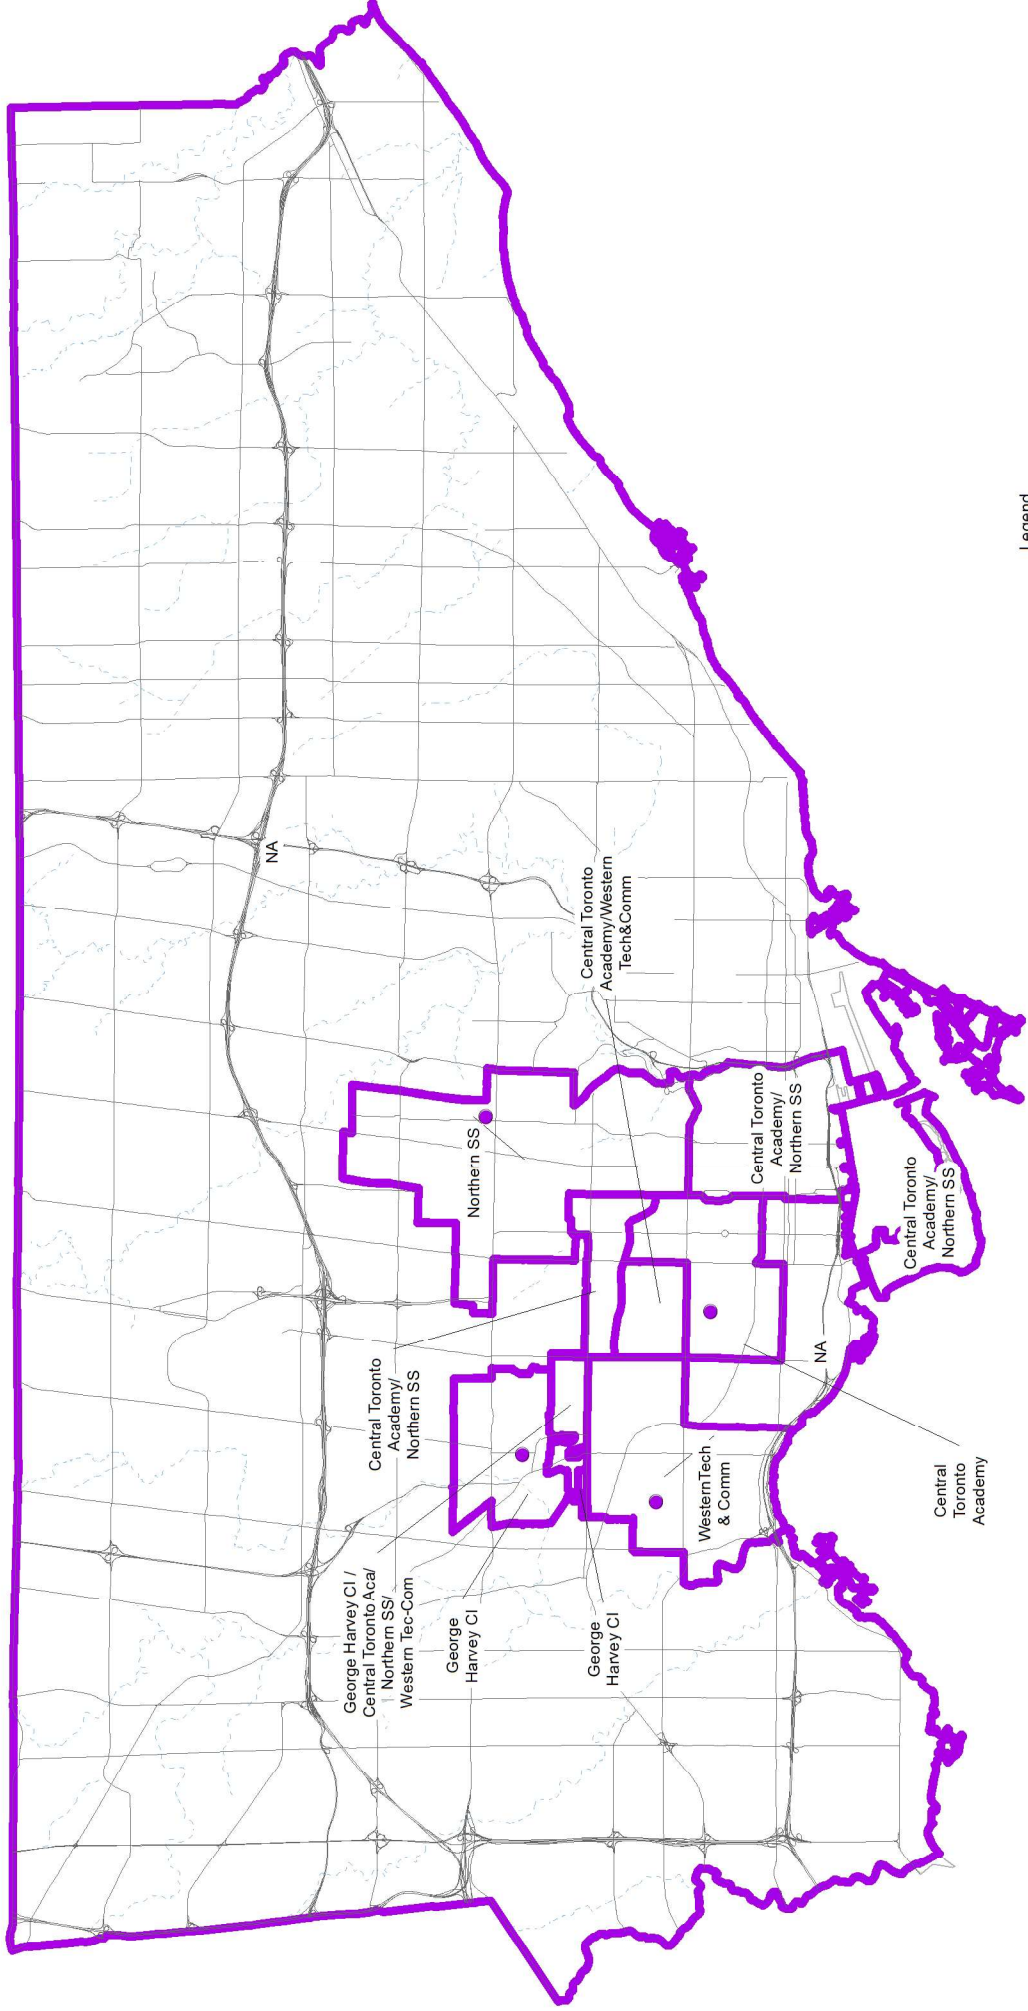 NA
Central Toronto
Academy/Western
Tech&Comm
Northern SS
Central Toronto
Academy/
Northern SS
Central Toronto
Academy/
Northern SS
Central Toronto
Academy/
Northern SS
NA
WesternTech
& Comm
Central
Toronto
Academy
George Harvey CI /
Central Toronto Aca/
Northern SS/
Western Tec-Com
George
Harvey CI
George
Harvey CI
Legend